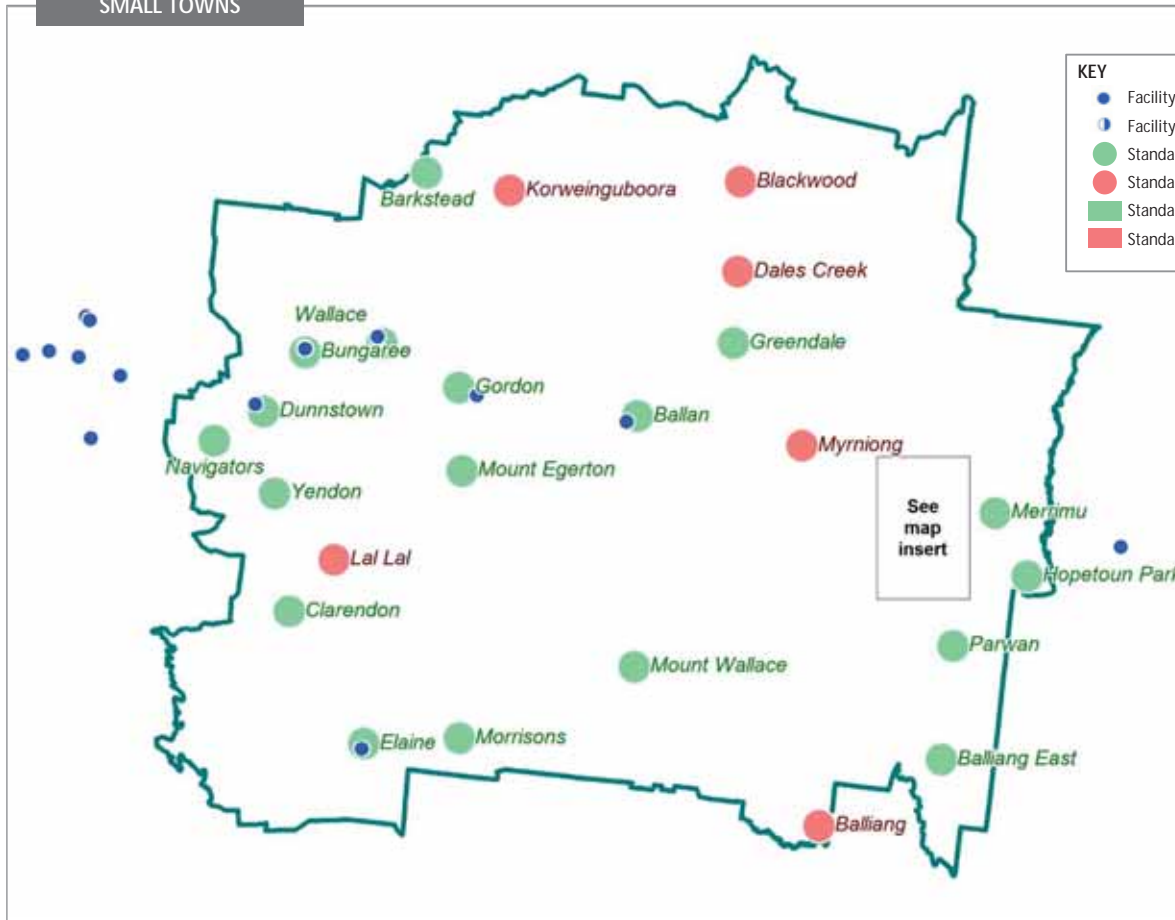 SMALL TOWNS
KEY
Facility
Facility
Standa
Standa
Standa
Standa
Barkstead
Korweinguboora
Blackwood
Dales Creek
Wallace
Bungaree
Greendale
Gordon
Dunnstown
Ballan
Navigators
Mount Egerton
Myrniong
Yendon
See
map
insert
Merrimu
Lal Lal
Hopetoun Park
Clarendon
Parwan
Mount Wallace
Elaine
Morrisons
Balliang East
Balliang